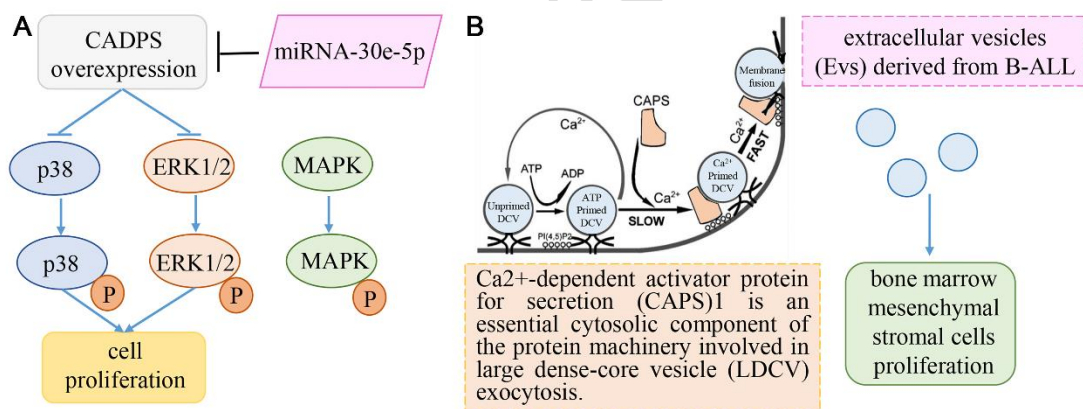 A
CADPS
overexpression
miRNA-30e-5p
p38
ERK1/2
MAPK
p38
P
ERK1/2
P
MAPK
P
cell
proliferation
B
Membrane
fusion
CAPS
Ca²⁺
Ca²⁺
FAST
Ca²⁺
Primed
DCV
ATP
ADP
Unprimed
DCV
ATP
Primed
DCV
Ca²⁺
SLOW
PI(4,5)P2
Ca2+-dependent activator protein
for secretion (CAPS)1 is an
essential cytosolic component of
the protein machinery involved in
large dense-core vesicle (LDCV)
exocytosis.
extracellular vesicles
(Evs) derived from B-ALL
bone marrow
mesenchymal
stromal cells
proliferation